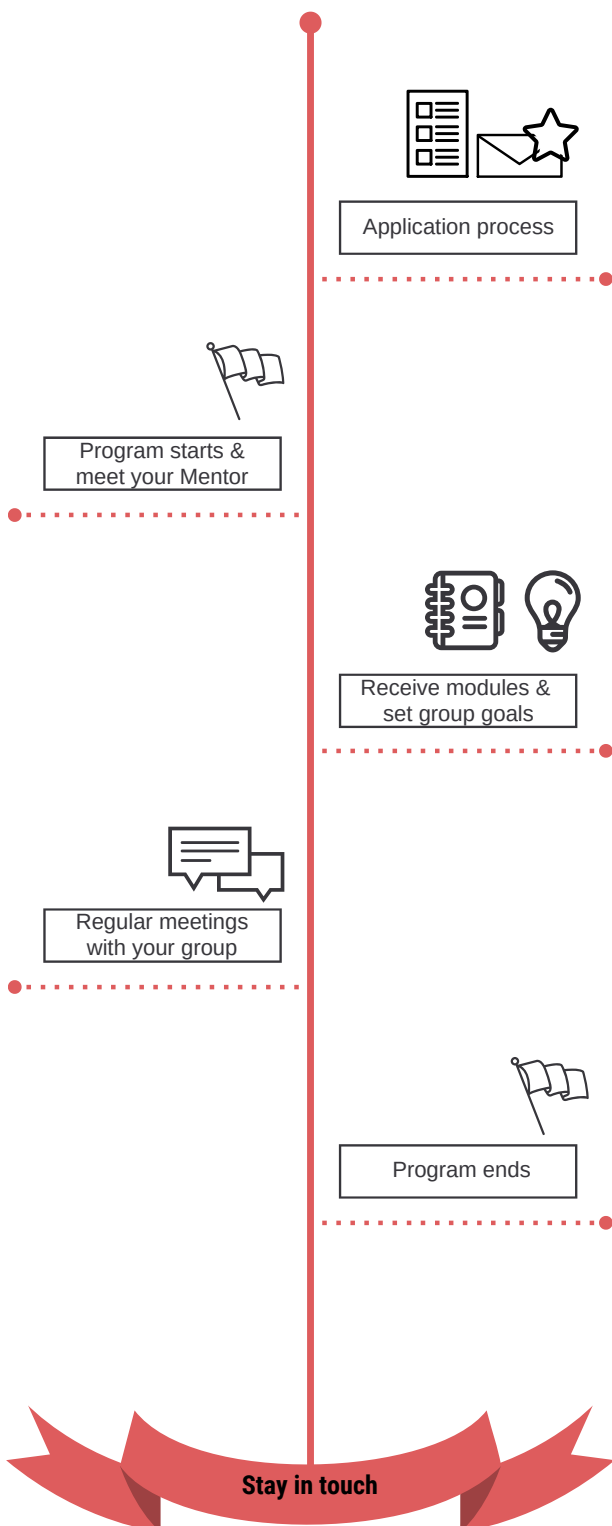 Application process
Program starts &
meet your Mentor
Receive modules &
set group goals
Regular meetings
with your group
Program ends
Stay in touch